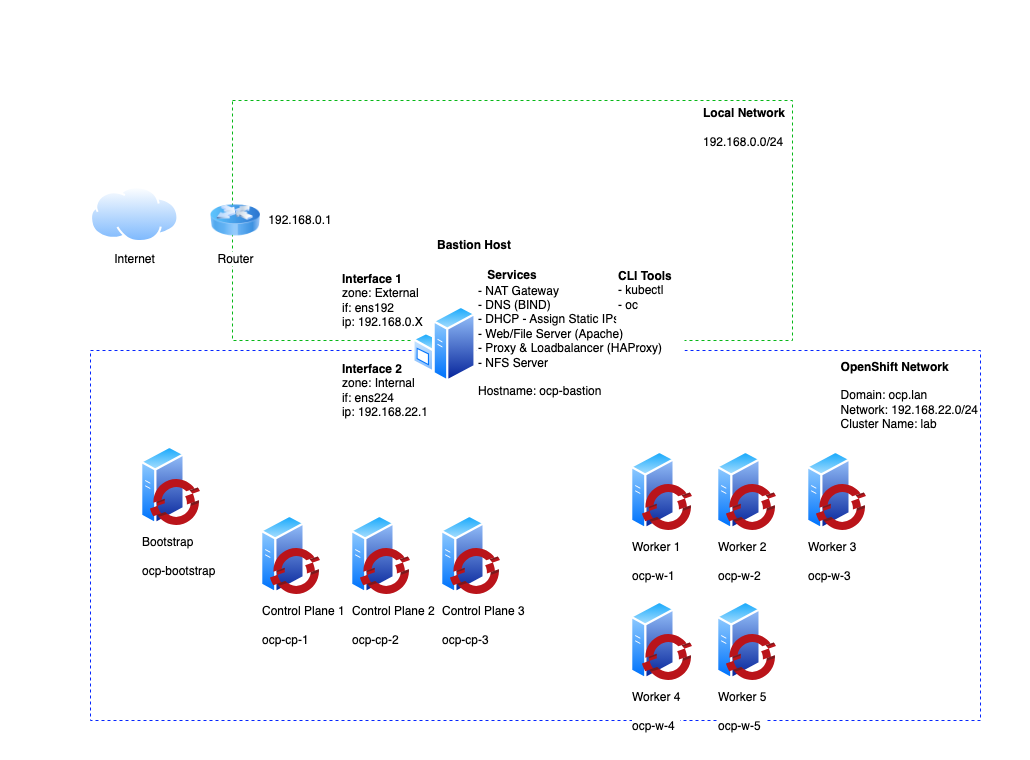 Local Network
192.168.0.0/24
192.168.0.1
Internet
Router
Bastion Host
Interface 1
zone: External
if: ens192
ip: 192.168.0.X
Services
- NAT Gateway
- DNS (BIND)
- DHCP - Assign Static IPs
- Web/File Server (Apache)
- Proxy & Loadbalancer (HAProxy)
- NFS Server
Hostname: ocp-bastion
CLI Tools
- kubectl
- oc
Interface 2
zone: Internal
if: ens224
ip: 192.168.22.1
OpenShift Network
Domain: ocp.lan
Network: 192.168.22.0/24
Cluster Name: lab
Bootstrap
ocp-bootstrap
Control Plane 1
ocp-cp-1
Control Plane 2
ocp-cp-2
Control Plane 3
ocp-cp-3
Worker 1
ocp-w-1
Worker 2
ocp-w-2
Worker 3
ocp-w-3
Worker 4
ocp-w-4
Worker 5
ocp-w-5